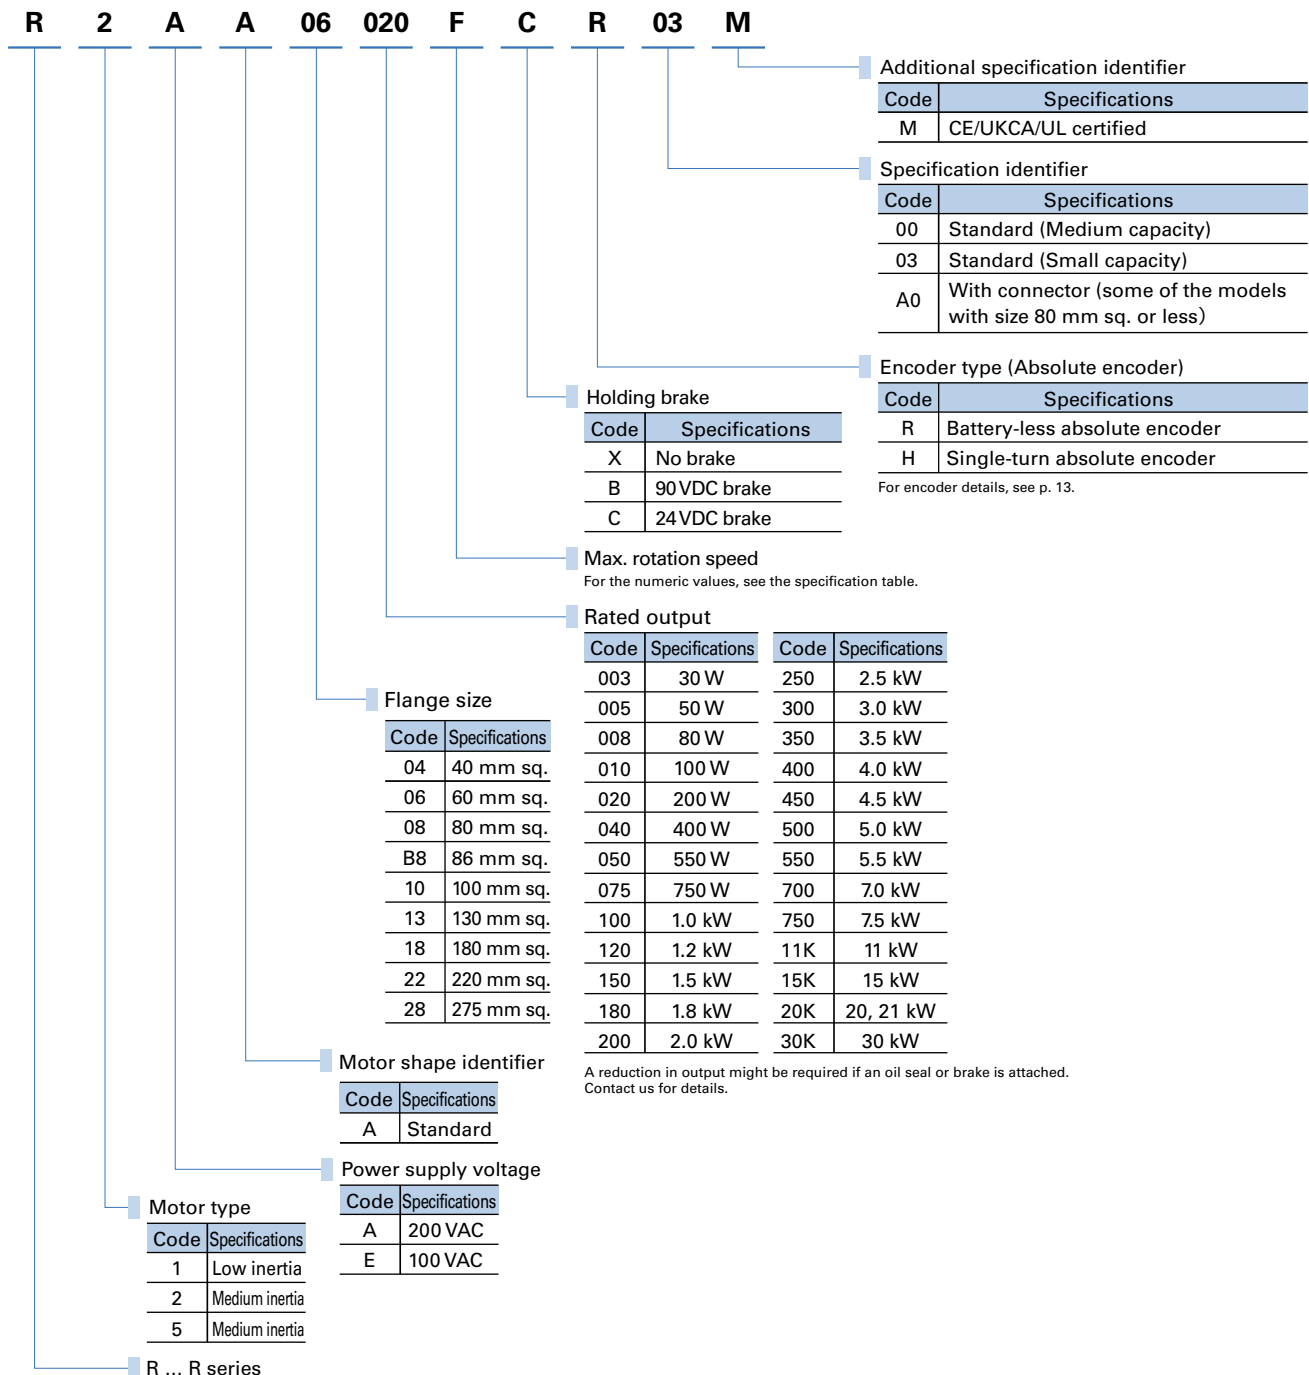 R 2 A A 06 020 F C R 03 M
Additional specification identifier
Code Specifications
M CE/UKCA/UL certified
Specification identifier
Code Specifications
00 Standard (Medium capacity)
03 Standard (Small capacity)
A0 With connector (some of the models
with size 80 mm sq. or less)
Encoder type (Absolute encoder)
Code Specifications
R Battery-less absolute encoder
H Single-turn absolute encoder
For encoder details, see p. 13.
Holding brake
Code Specifications
X No brake
B 90 VDC brake
C 24 VDC brake
Max. rotation speed
For the numeric values, see the specification table.
Rated output
Code Specifications Code Specifications
003 30 W 250 2.5 kW
005 50 W 300 3.0 kW
008 80 W 350 3.5 kW
010 100 W 400 4.0 kW
020 200 W 450 4.5 kW
040 400 W 500 5.0 kW
050 550 W 550 5.5 kW
075 750 W 700 7.0 kW
100 1.0 kW 750 7.5 kW
120 1.2 kW 11K 11 kW
150 1.5 kW 15K 15 kW
180 1.8 kW 20K 20, 21 kW
200 2.0 kW 30K 30 kW
A reduction in output might be required if an oil seal or brake is attached.
Contact us for details.
Flange size
Code Specifications
04 40 mm sq.
06 60 mm sq.
08 80 mm sq.
B8 86 mm sq.
10 100 mm sq.
13 130 mm sq.
18 180 mm sq.
22 220 mm sq.
28 275 mm sq.
Motor shape identifier
Code Specifications
A Standard
Power supply voltage
Code Specifications
A 200 VAC
E 100 VAC
Motor type
Code Specifications
1 Low inertia
2 Medium inertia
5 Medium inertia
R ... R series